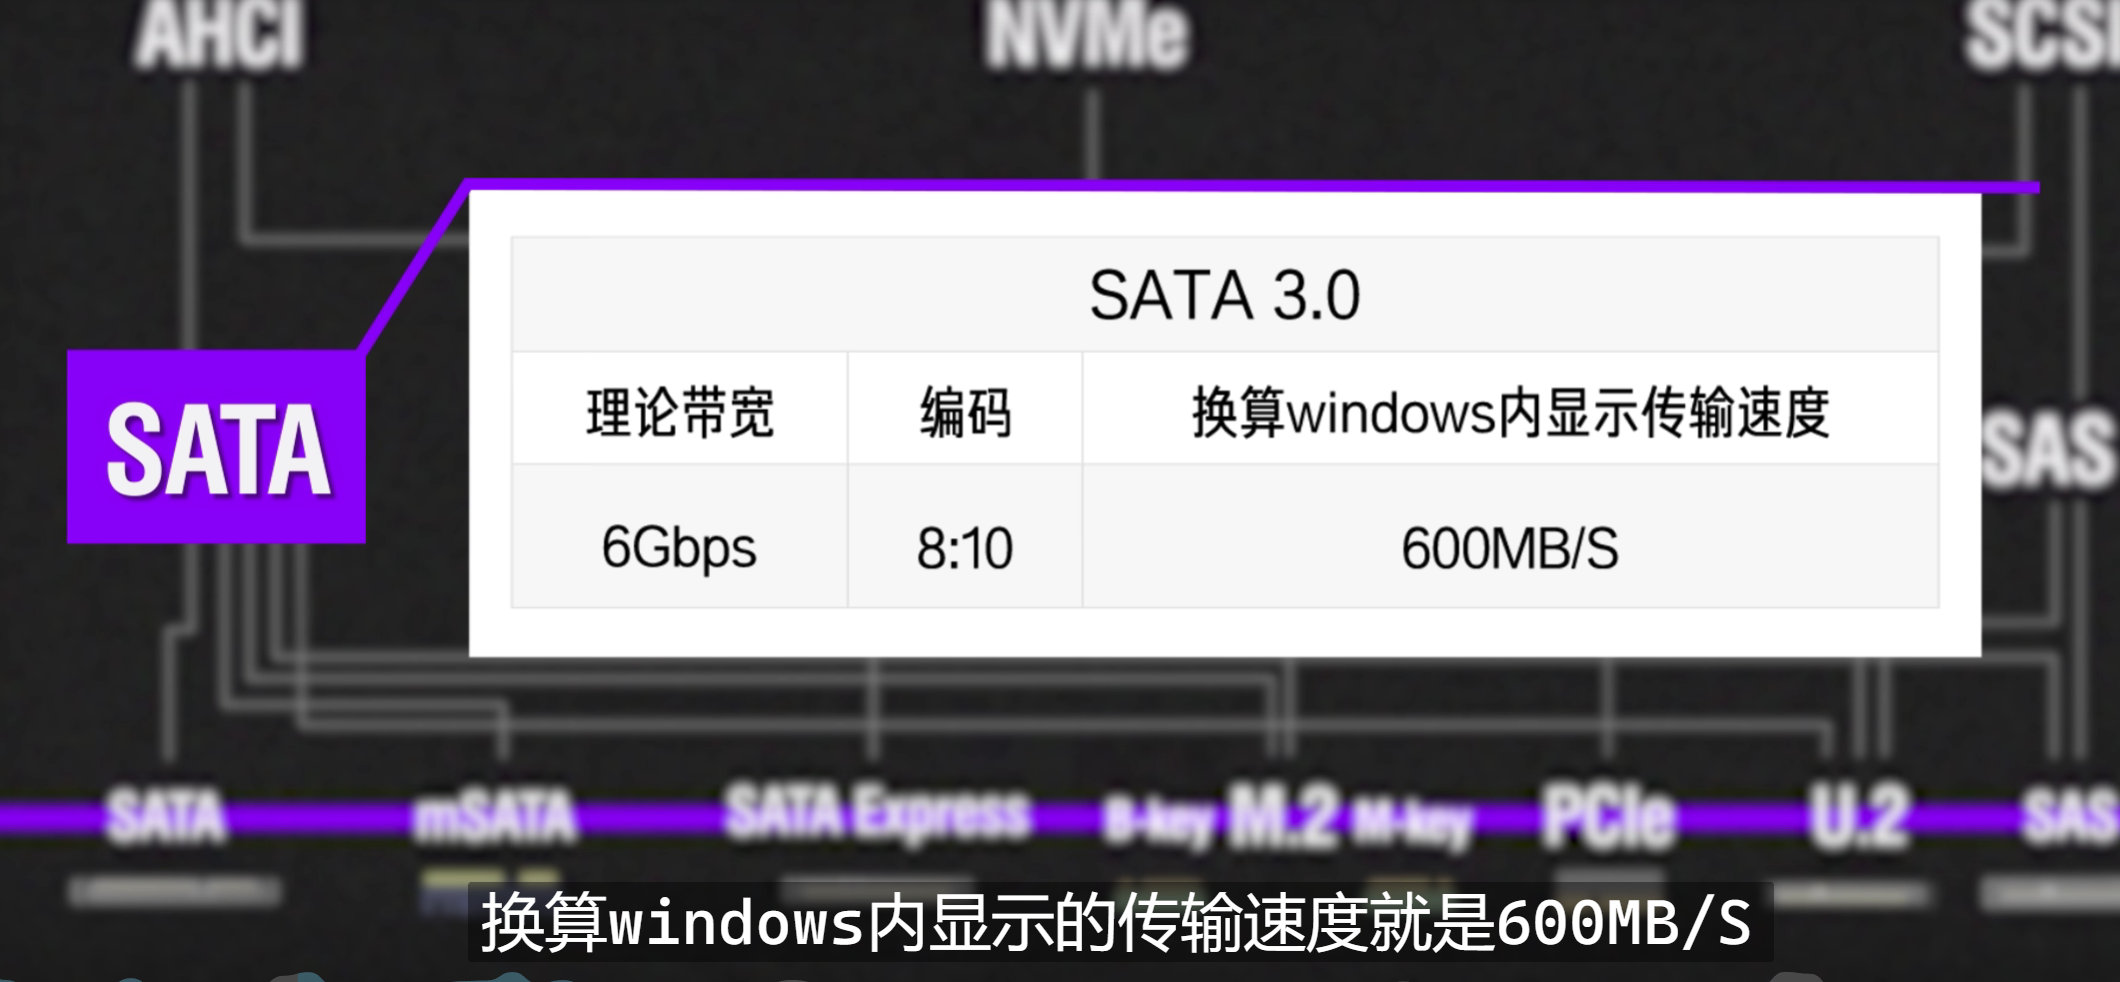 AHCI
NVMe
SCSI
SATA 3.0
理论带宽
编码
换算windows内显示传输速度
SATA
SAS
6Gbps
8:10
600MB/S
SATA
mSATA
SATA Express
B-key M.2 M-key
PCIe
U.2
SAS
换算windows内显示的传输速度就是600MB/S